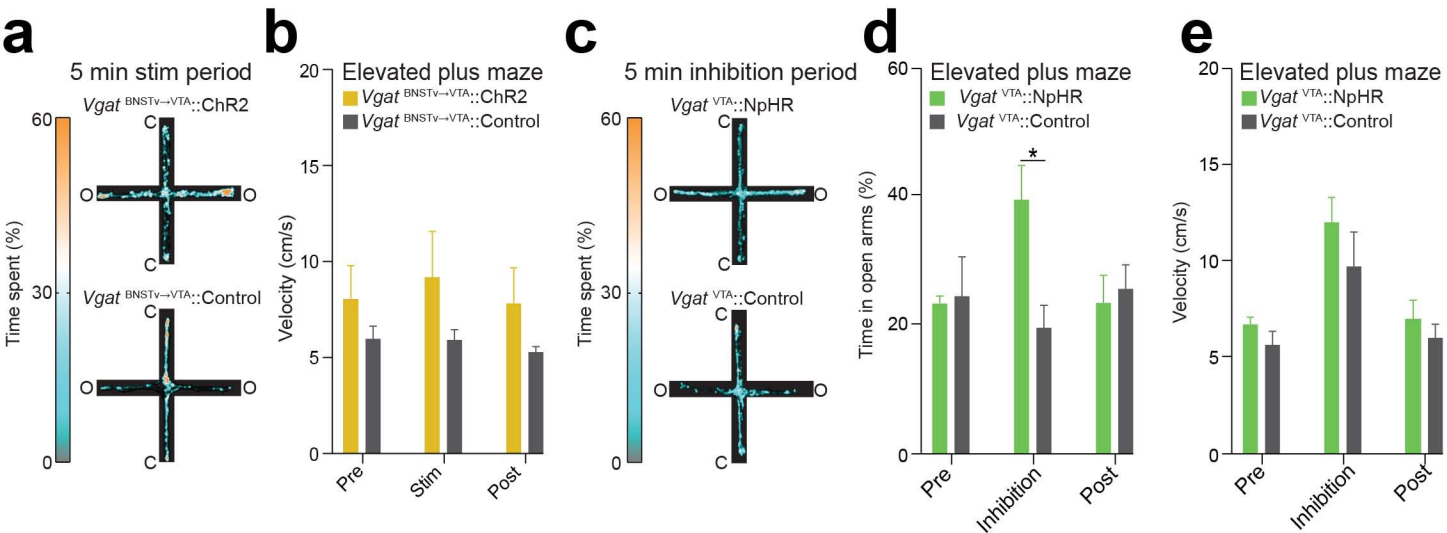 a
5 min stim period
Vgat BNSTv→VTA::ChR2
C
O O
C
Vgat BNSTv→VTA::Control
C
O O
C
Time spent (%)
60
30
0
b
Elevated plus maze
Vgat BNSTv→VTA::ChR2
Vgat BNSTv→VTA::Control
Velocity (cm/s)
20
15
10
5
0
Pre Stim Post
c
5 min inhibition period
Vgat VTA::NpHR
C
O O
C
Vgat VTA::Control
C
O O
C
Time spent (%)
60
30
0
d
Elevated plus maze
Vgat VTA::NpHR
Vgat VTA::Control
*
Time in open arms (%)
60
40
20
0
Pre Inhibition Post
e
Elevated plus maze
Vgat VTA::NpHR
Vgat VTA::Control
Velocity (cm/s)
20
15
10
5
0
Pre Inhibition Post